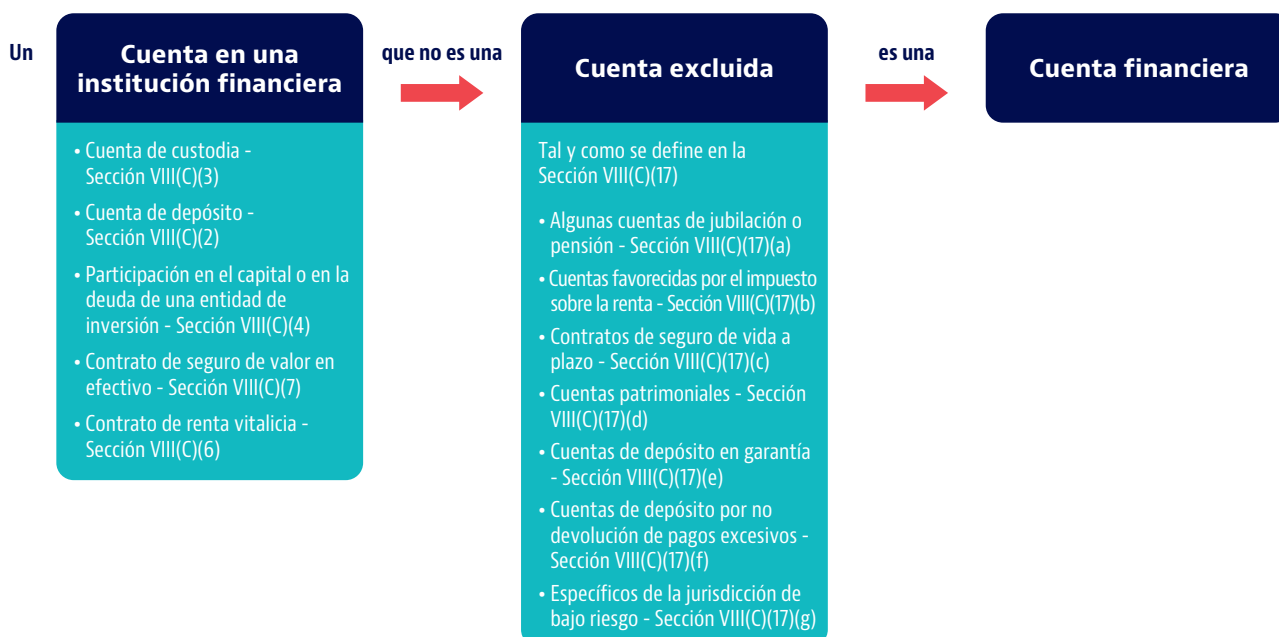 Un
Cuenta en una
institución financiera
que no es una
Cuenta excluida
es una
Cuenta financiera
• Cuenta de custodia -
Sección VIII(C)(3)
• Cuenta de depósito -
Sección VIII(C)(2)
• Participación en el capital o en la
deuda de una entidad de
inversión - Sección VIII(C)(4)
• Contrato de seguro de valor en
efectivo - Sección VIII(C)(7)
• Contrato de renta vitalicia -
Sección VIII(C)(6)
Tal y como se define en la
Sección VIII(C)(17)
• Algunas cuentas de jubilación o
pensión - Sección VIII(C)(17)(a)
• Cuentas favorecidas por el impuesto
sobre la renta - Sección VIII(C)(17)(b)
• Contratos de seguro de vida a
plazo - Sección VIII(C)(17)(c)
• Cuentas patrimoniales - Sección
VIII(C)(17)(d)
• Cuentas de depósito en garantía
- Sección VIII(C)(17)(e)
• Cuentas de depósito por no
devolución de pagos excesivos -
Sección VIII(C)(17)(f)
• Específicos de la jurisdicción de
bajo riesgo - Sección VIII(C)(17)(g)